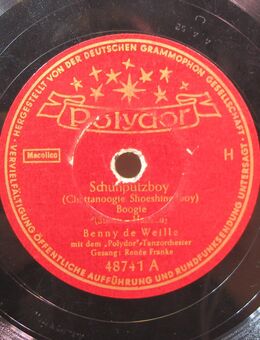 HERGESTELLT VON DER DEUTSCHEN GRAMMOPHON GESELLSCHAFT
VERVIELFÄLTIGUNG ÖFFENTLICHE AUFFÜHRUNG UND RUNDFUNKSENDUNG UNTERSAGT
Polydor
H
Schuhputzboy
(Chattanoogie Shoeshine Boy)
Boogie
Benny de Weille
mit dem „Polydor"-Tanzorchester
Gesang: Renée Franke
48741 A